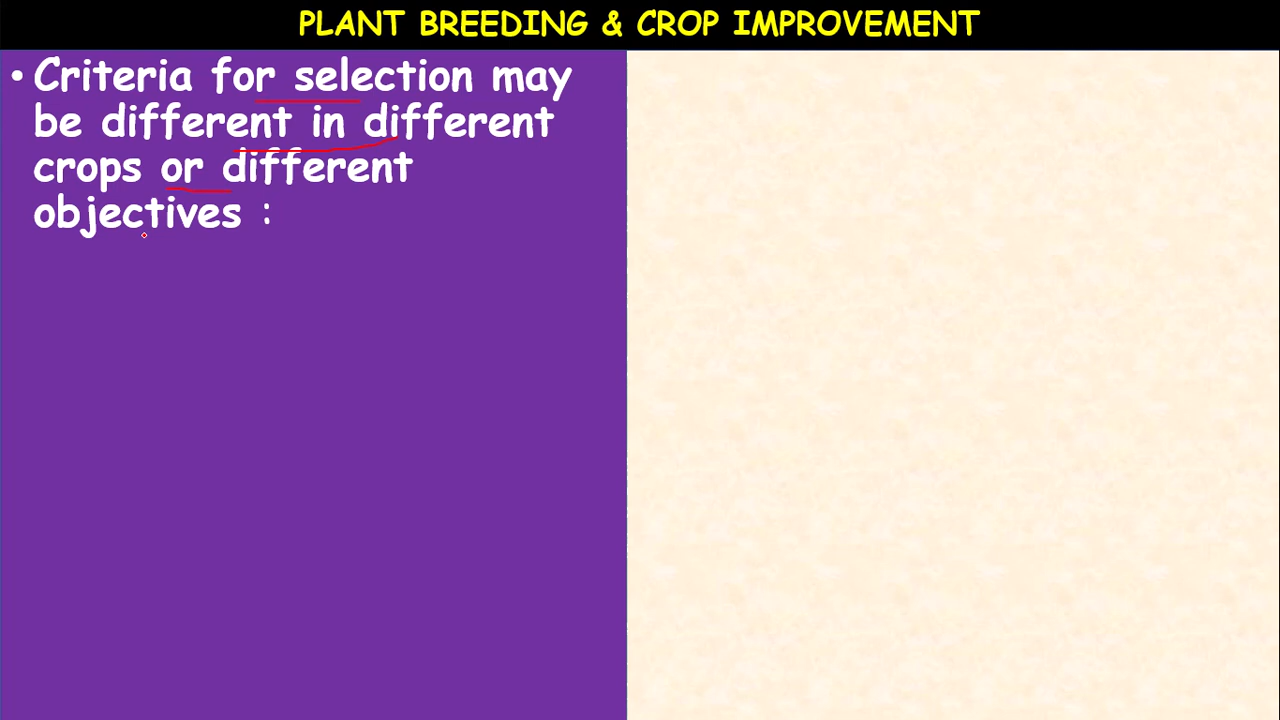 PLANT BREEDING & CROP IMPROVEMENT
• Criteria for selection may
be different in different
crops or different
objectives :